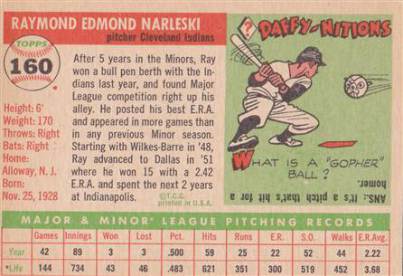 RAYMOND EDMOND NARLESKI
pitcher Cleveland Indians
TOPPS
160
Height: 6'
Weight: 170
Throws: Right
Bats: Right
Home:
Alloway, N. J.
Born:
Nov. 25, 1928
After 5 years in the Minors, Ray
won a bull pen berth with the In-
dians last year, and found Major
League competition right up his
alley. He posted his best E.R.A.
and appeared in more games than
in any previous Minor season.
Starting with Wilkes-Barre in '48,
Ray advanced to Dallas in '51
where he won 15 with a 2.42
E.R.A. and spent the next 2 years
at Indianapolis.
© T.C.G.
printed in U.S.A.
? DAFFY-NITIONS
WHAT IS A "GOPHER"
BALL?
ANS. It's a pitch that's hit for a
homer.
MAJOR & MINOR LEAGUE PITCHING RECORDS
Games Innings Won Lost Pct. Hits Runs E.R. S.O. Walks E.R.Avg.
Year 42 89 3 3 .500 59 25 22 52 44 2.22
*Life 144 734 43 46 .483 621 351 300 519 452 3.68